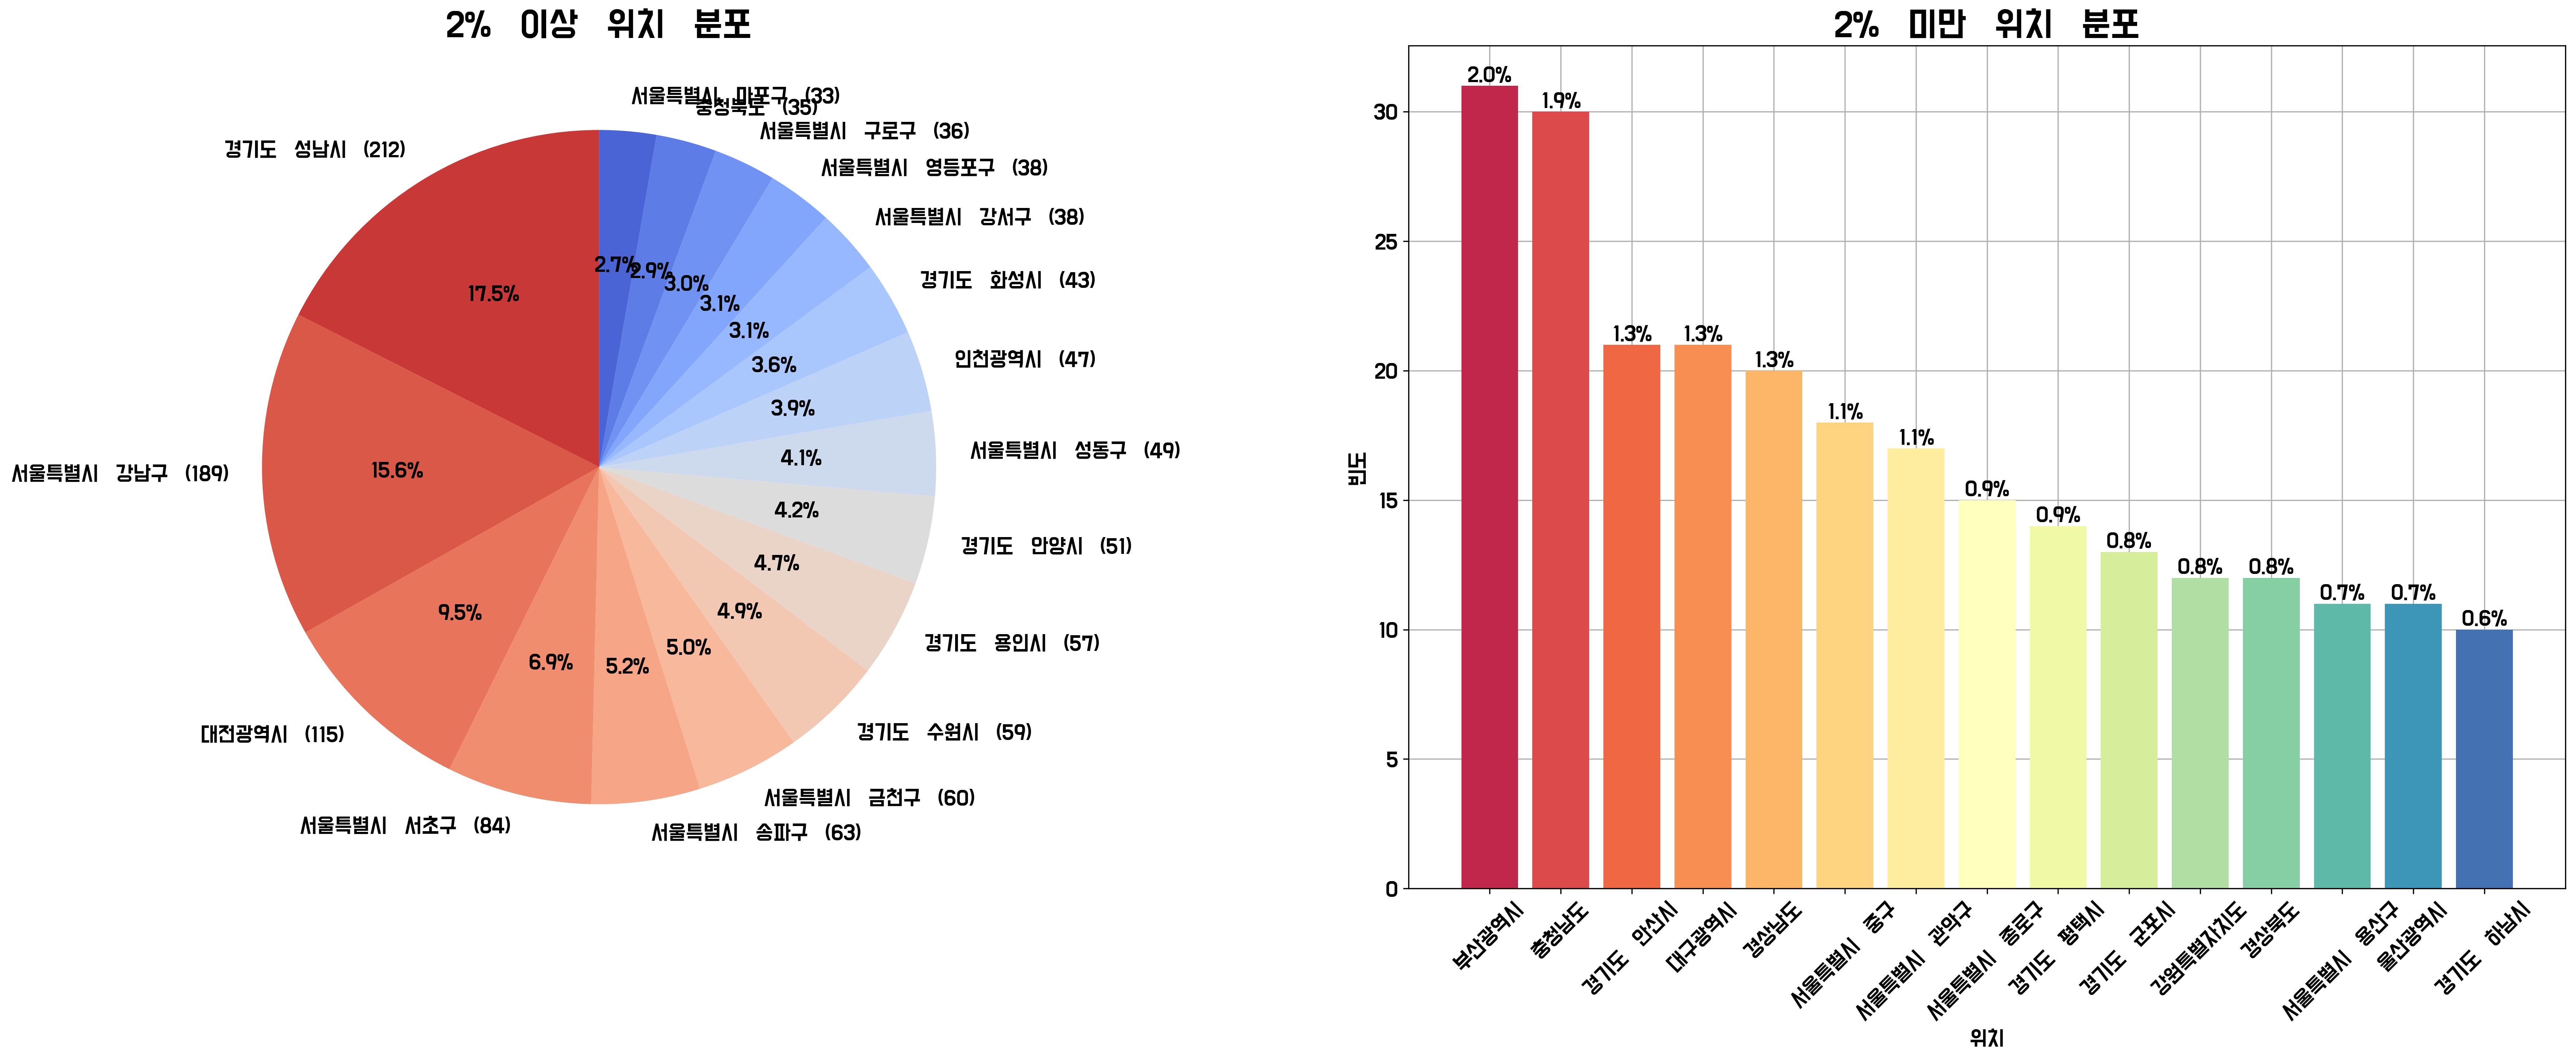 2% 이상 위치 분포
서울특별시 마포구 (33)
충청북도 (35)
서울특별시 구로구 (36)
경기도 성남시 (212)
서울특별시 영등포구 (38)
서울특별시 강서구 (38)
경기도 화성시 (43)
인천광역시 (47)
서울특별시 성동구 (49)
서울특별시 강남구 (189)
경기도 안양시 (51)
경기도 용인시 (57)
경기도 수원시 (59)
대전광역시 (115)
서울특별시 금천구 (60)
서울특별시 서초구 (84)
서울특별시 송파구 (63)
2.7%
2.9%
3.0%
3.1%
3.1%
3.6%
3.9%
4.1%
4.2%
4.7%
4.9%
5.0%
5.2%
6.9%
9.5%
15.6%
17.5%
2% 미만 위치 분포
빈도
30
25
20
15
10
5
0
2.0%
1.9%
1.3%
1.3%
1.3%
1.1%
1.1%
0.9%
0.9%
0.8%
0.8%
0.8%
0.7%
0.7%
0.6%
부산광역시
충청남도
경기도 안산시
대구광역시
경상남도
서울특별시 중구
서울특별시 관악구
서울특별시 종로구
경기도 평택시
경기도 군포시
강원특별자치도
경상북도
서울특별시 용산구
울산광역시
경기도 하남시
위치